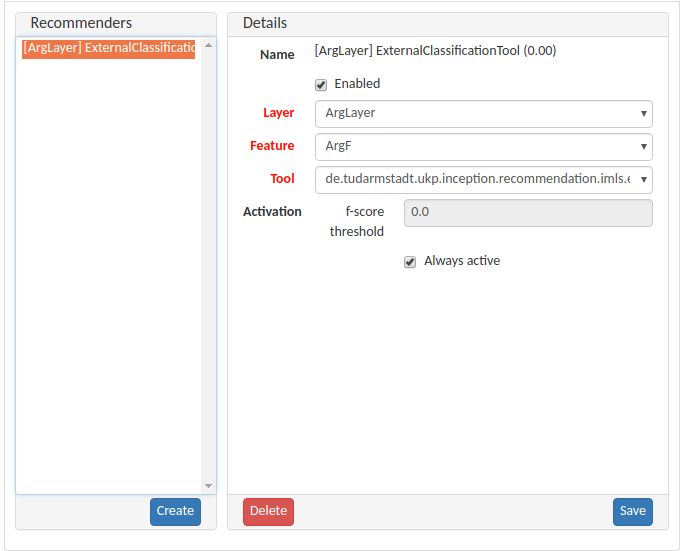 Recommenders
[ArgLayer] ExternalClassificatio
Create
Details
Name [ArgLayer] ExternalClassificationTool (0.00)
Enabled
Layer ArgLayer
Feature ArgF
Tool de.tudarmstadt.ukp.inception.recommendation.imls.e
Activation f-score 0.0
threshold
Always active
Delete Save